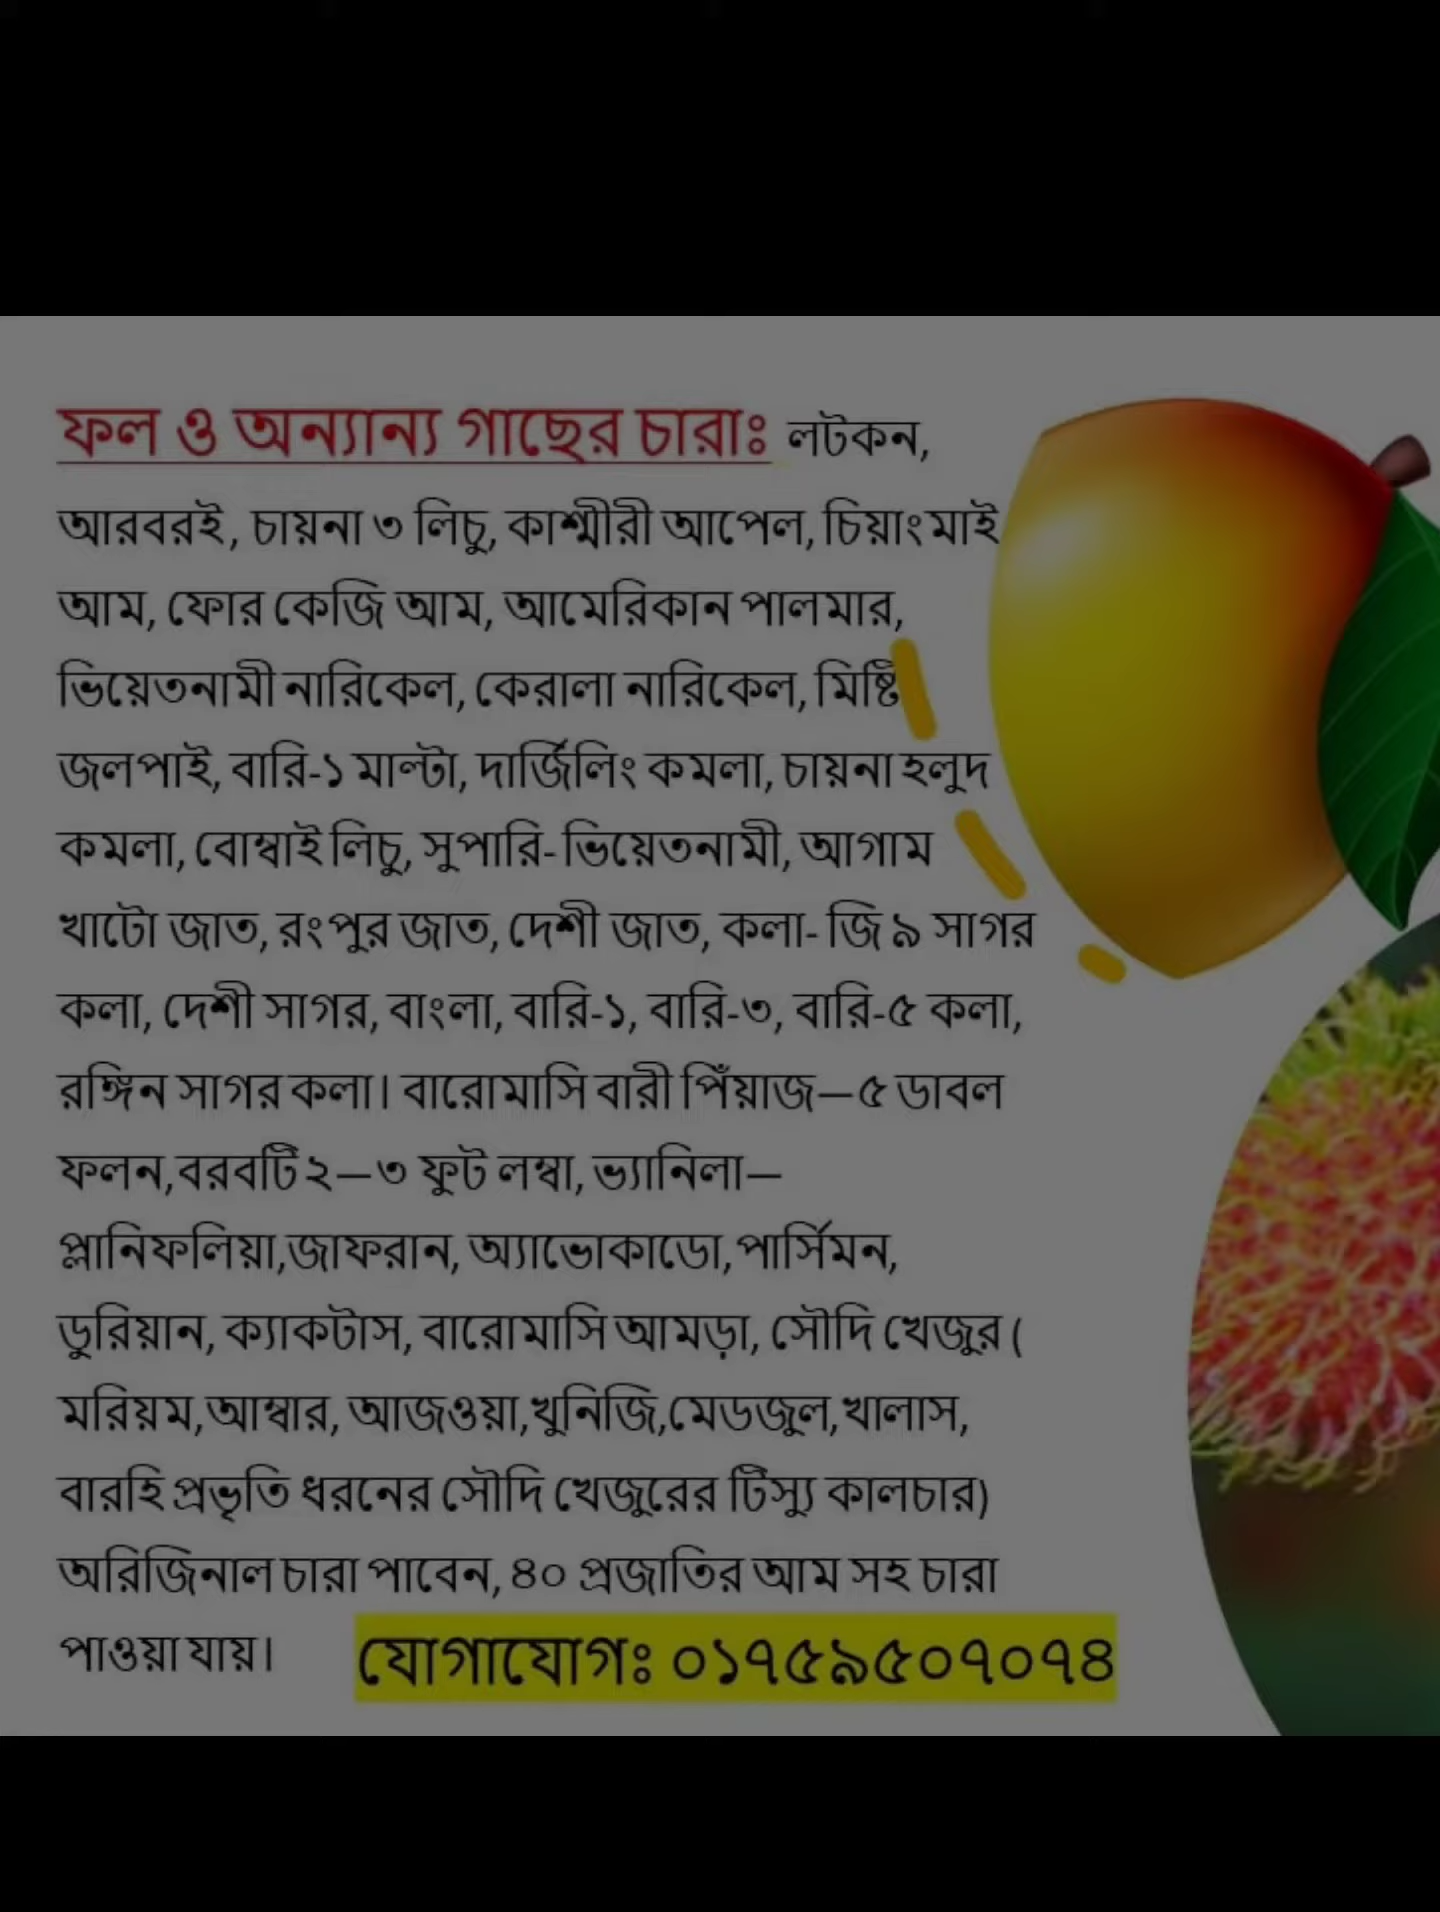 ফল ও অন্যান্য গাছের চারাঃ লটকন,
আরবরই, চায়না ৩ লিচু, কাশ্মীরী আপেল, চিয়াংমাই
আম, ফোর কেজি আম, আমেরিকান পালমার,
ভিয়েতনামী নারিকেল, কেরালা নারিকেল, মিষ্টি
জলপাই, বারি-১ মাল্টা, দার্জিলিং কমলা, চায়না হলুদ
কমলা, বোম্বাই লিচু, সুপারি- ভিয়েতনামী, আগাম
খাটো জাত, রংপুর জাত, দেশী জাত, কলা- জি ৯ সাগর
কলা, দেশী সাগর, বাংলা, বারি-১, বারি-৩, বারি-৫ কলা,
রঙ্গিন সাগর কলা। বারোমাসি বারী পিঁয়াজ—৫ ডাবল
ফলন,বরবটি ২—৩ ফুট লম্বা, ভ্যানিলা—
প্লানিফলিয়া,জাফরান, অ্যাভোকাডো,পার্সিমন,
ডুরিয়ান, ক্যাকটাস, বারোমাসি আমড়া, সৌদি খেজুর (
মরিয়ম,আম্বার, আজওয়া,খুনিজি,মেডজুল,খালাস,
বারহি প্রভৃতি ধরনের সৌদি খেজুরের টিস্যু কালচার)
অরিজিনাল চারা পাবেন, ৪০ প্রজাতির আম সহ চারা
পাওয়া যায়। যোগাযোগঃ ০১৭৫৯৫০৭০৭৪